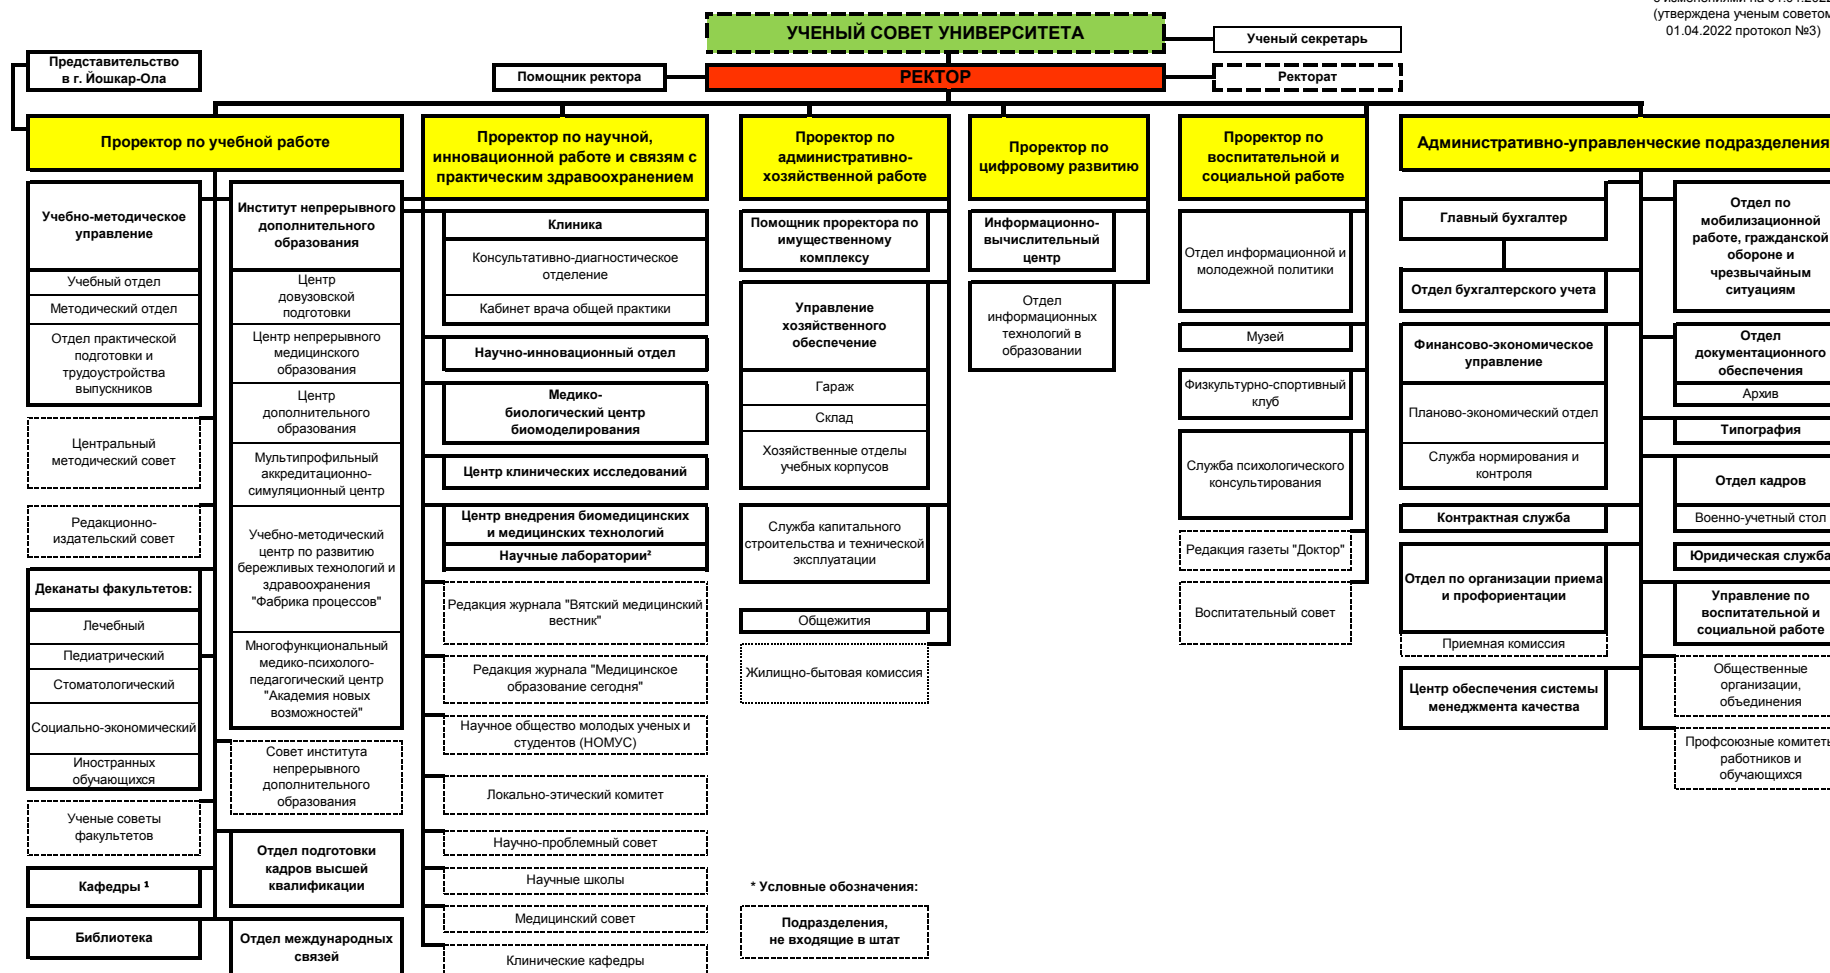 (утверждена ученым советом
01.04.2022 протокол №3)
УЧЕНЫЙ СОВЕТ УНИВЕРСИТЕТА
Ученый секретарь
Представительство
в г. Йошкар-Ола
Помощник ректора
РЕКТОР
Ректорат
Проректор по учебной работе
Проректор по научной,
инновационной работе и связям с
практическим здравоохранением
Проректор по
административно-
хозяйственной работе
Проректор по
цифровому развитию
Проректор по
воспитательной и
социальной работе
Административно-управленческие подразделения
Учебно-методическое
управление
Учебный отдел
Методический отдел
Отдел практической
подготовки и
трудоустройства
выпускников
Центральный
методический совет
Редакционно-
издательский совет
Деканаты факультетов:
Лечебный
Педиатрический
Стоматологический
Социально-экономический
Иностранных
обучающихся
Ученые советы
факультетов
Кафедры ¹
Библиотека
Институт непрерывного
дополнительного
образования
Центр
довузовской
подготовки
Центр непрерывного
медицинского
образования
Центр
дополнительного
образования
Мультипрофильный
аккредитационно-
симуляционный центр
Учебно-методический
центр по развитию
бережливых технологий и
здравоохранения
"Фабрика процессов"
Многофункциональный
медико-психолого-
педагогический центр
"Академия новых
возможностей"
Совет института
непрерывного
дополнительного
образования
Отдел подготовки
кадров высшей
квалификации
Отдел международных
связей
Клиника
Консультативно-диагностическое
отделение
Кабинет врача общей практики
Научно-инновационный отдел
Медико-
биологический центр
биомоделирования
Центр клинических исследований
Центр внедрения биомедицинских
и медицинских технологий
Научные лаборатории²
Редакция журнала "Вятский медицинский
вестник"
Редакция журнала "Медицинское
образование сегодня"
Научное общество молодых ученых и
студентов (НОМУС)
Локально-этический комитет
Научно-проблемный совет
Научные школы
Медицинский совет
Клинические кафедры
Помощник проректора по
имущественному
комплексу
Управление
хозяйственного
обеспечение
Гараж
Склад
Хозяйственные отделы
учебных корпусов
Служба капитального
строительства и технической
эксплуатации
Общежития
Жилищно-бытовая комиссия
* Условные обозначения:
Подразделения,
не входящие в штат
Информационно-
вычислительный
центр
Отдел
информационных
технологий в
образовании
Отдел информационной и
молодежной политики
Музей
Физкультурно-спортивный
клуб
Служба психологического
консультирования
Редакция газеты "Доктор"
Воспитательный совет
Главный бухгалтер
Отдел бухгалтерского учета
Финансово-экономическое
управление
Планово-экономический отдел
Служба нормирования и
контроля
Контрактная служба
Отдел по организации приема
и профориентации
Приемная комиссия
Центр обеспечения системы
менеджмента качества
Отдел по
мобилизационной
работе, гражданской
обороне и
чрезвычайным
ситуациям
Отдел
документационного
обеспечения
Архив
Типография
Отдел кадров
Военно-учетный стол
Юридическая служба
Управление по
воспитательной и
социальной работе
Общественные
организации,
объединения
Профсоюзные комитеты
работников и
обучающихся